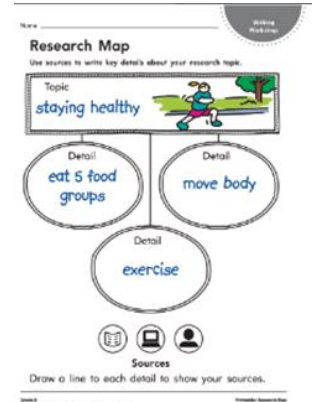 Name
Writing
Workshop
Research Map
Use sources to write key details about your research topic.
Topic
staying healthy
Detail
eat 5 food
groups
Detail
move body
Detail
exercise
Sources
Draw a line to each detail to show your sources.